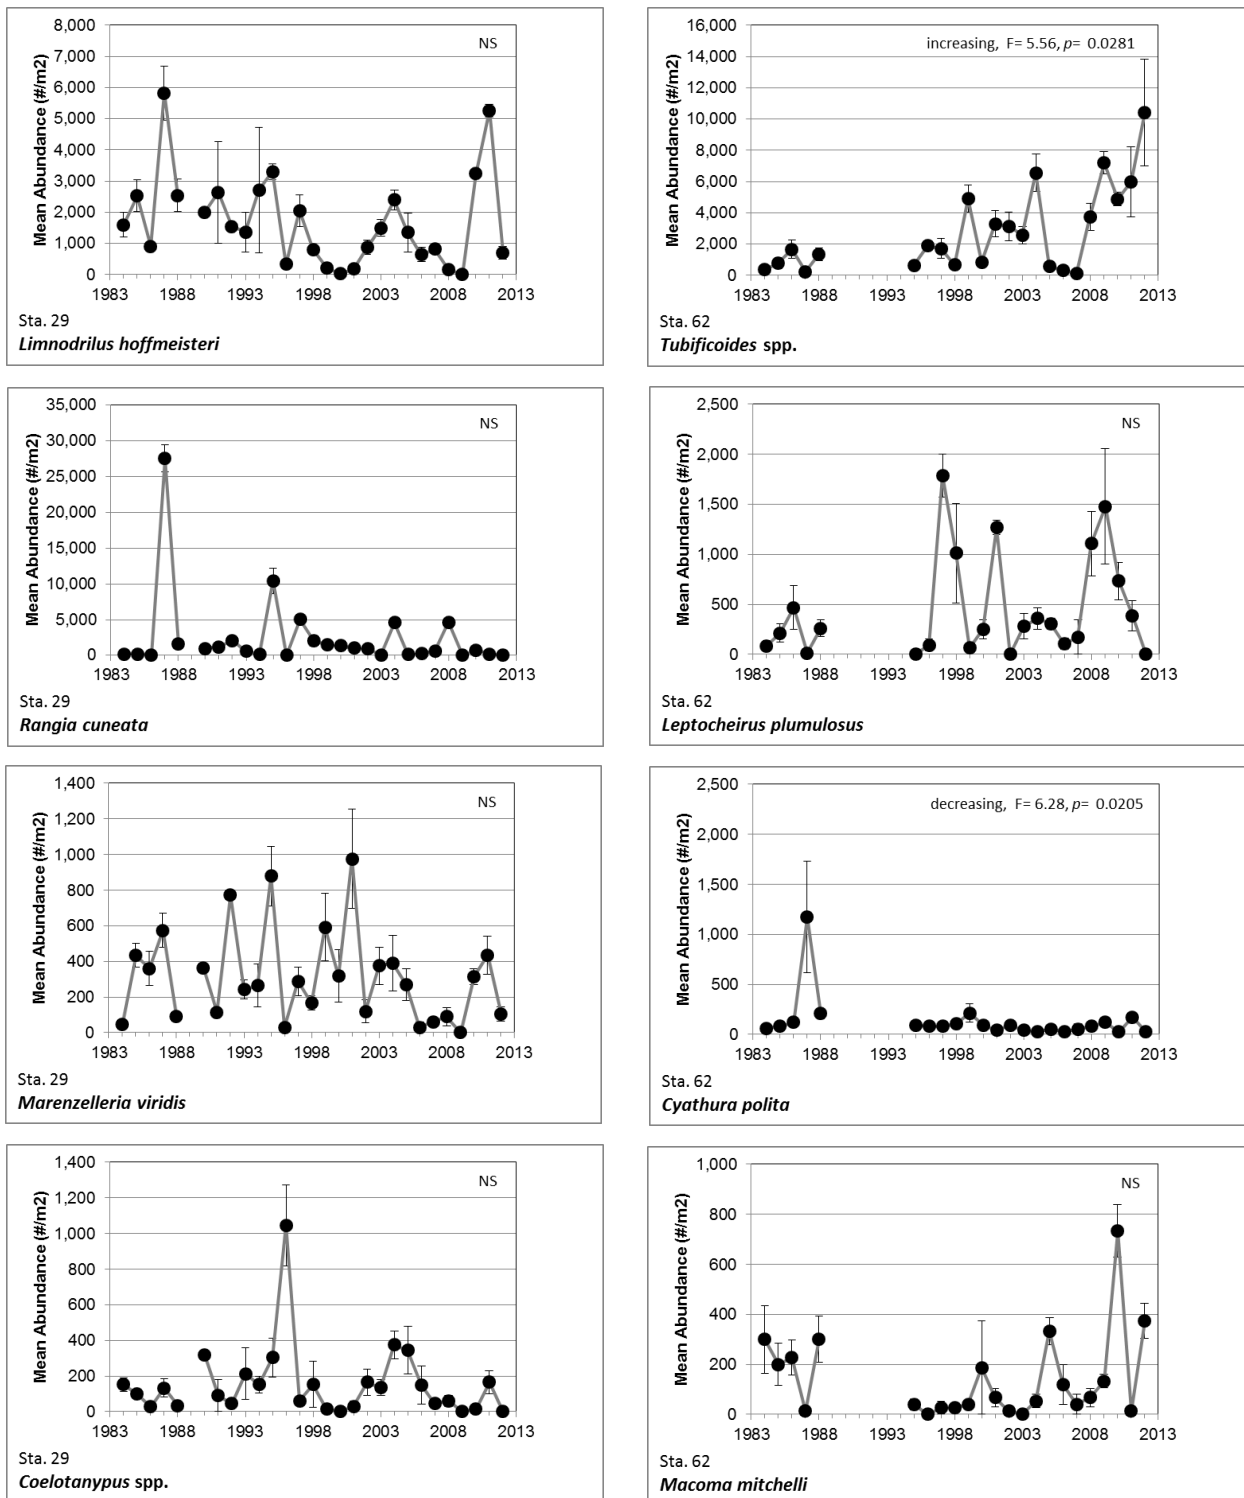 8,000
7,000
6,000
5,000
4,000
3,000
2,000
1,000
0
Mean Abundance (#/m2)
NS
1983 1988 1993 1998 2003 2008 2013
Sta. 29
Limnodrilus hoffmeisteri
16,000
14,000
12,000
10,000
8,000
6,000
4,000
2,000
0
Mean Abundance (#/m2)
increasing, F= 5.56, p= 0.0281
1983 1988 1993 1998 2003 2008 2013
Sta. 62
Tubificoides spp.
35,000
30,000
25,000
20,000
15,000
10,000
5,000
0
Mean Abundance (#/m2)
NS
1983 1988 1993 1998 2003 2008 2013
Sta. 29
Rangia cuneata
2,500
2,000
1,500
1,000
500
0
Mean Abundance (#/m2)
NS
1983 1988 1993 1998 2003 2008 2013
Sta. 62
Leptocheirus plumulosus
1,400
1,200
1,000
800
600
400
200
0
Mean Abundance (#/m2)
NS
1983 1988 1993 1998 2003 2008 2013
Sta. 29
Marenzelleria viridis
2,500
2,000
1,500
1,000
500
0
Mean Abundance (#/m2)
decreasing, F= 6.28, p= 0.0205
1983 1988 1993 1998 2003 2008 2013
Sta. 62
Cyathura polita
1,400
1,200
1,000
800
600
400
200
0
Mean Abundance (#/m2)
NS
1983 1988 1993 1998 2003 2008 2013
Sta. 29
Coelotanypus spp.
1,000
800
600
400
200
0
Mean Abundance (#/m2)
NS
1983 1988 1993 1998 2003 2008 2013
Sta. 62
Macoma mitchelli